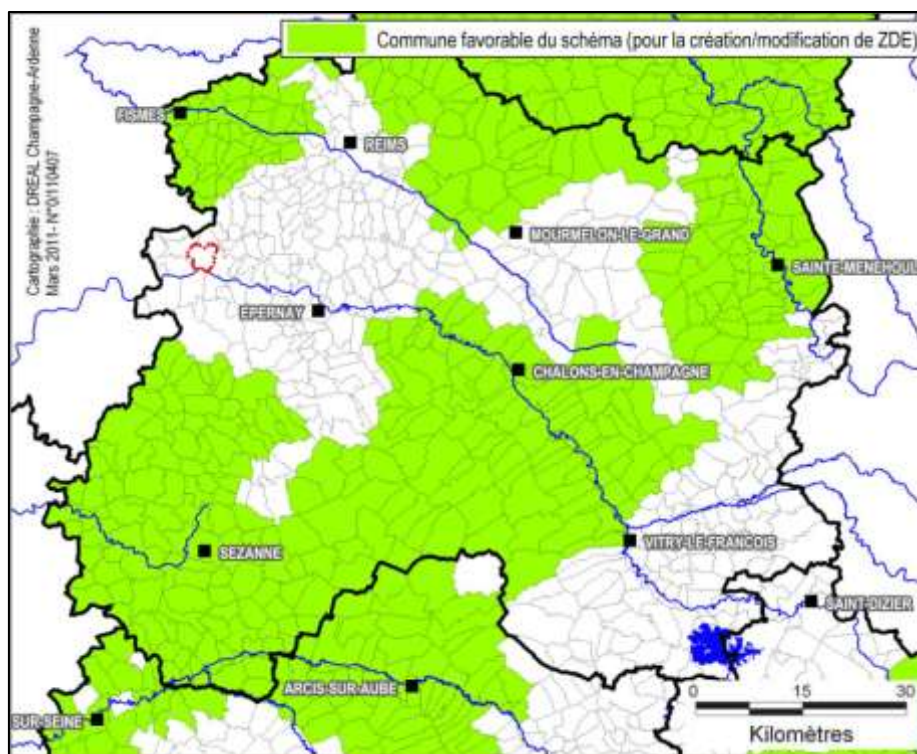 Commune favorable du schéma (pour la création/modification de ZDE)
Cartographie : DREAL Champagne-Ardenne
Mars 2011- N°0/110407
FISMES
REIMS
MOURMELON-LE-GRAND
SAINTE-MENEHOUL
EPERNAY
CHALONS-EN-CHAMPAGNE
SEZANNE
VITRY-LE-FRANCOIS
SAINT-DIZIER
ARCIS-SUR-AUBE
SUR-SEINE
0 15 30
Kilomètres